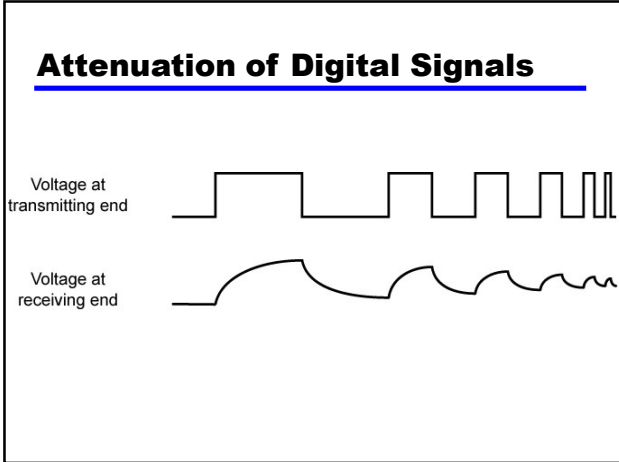 Attenuation of Digital Signals
Voltage at
transmitting end
Voltage at
receiving end